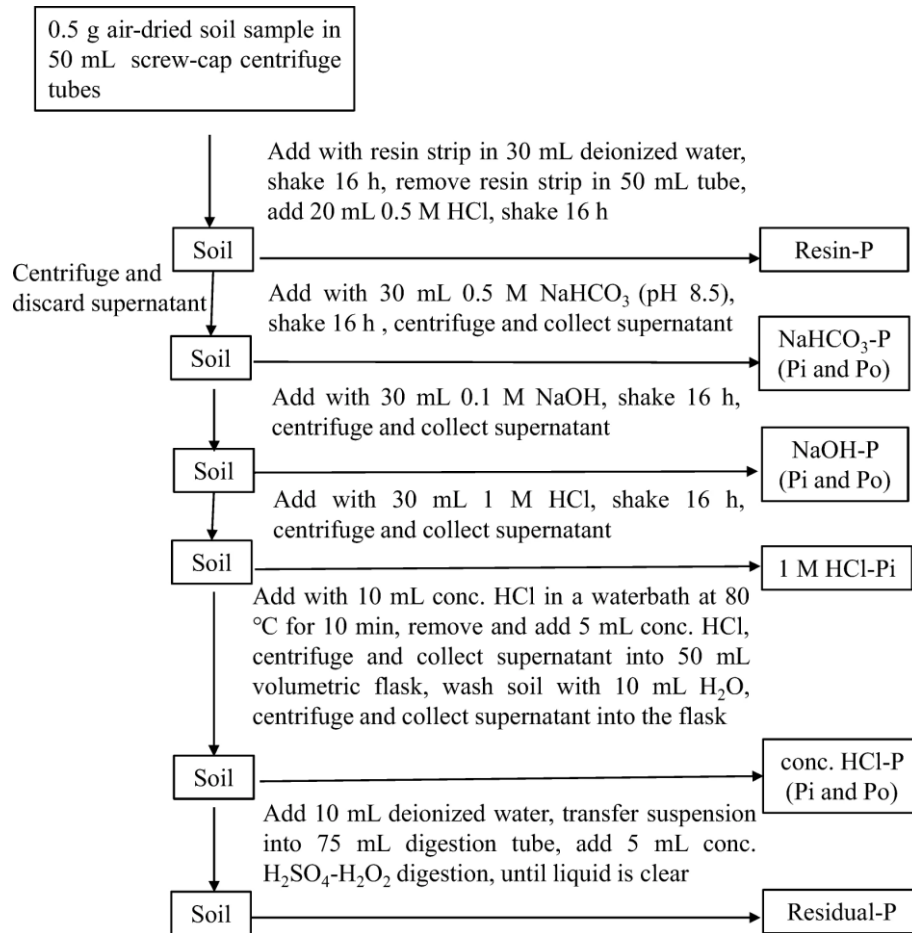 0.5 g air-dried soil sample in
50 mL screw-cap centrifuge
tubes
Add with resin strip in 30 mL deionized water,
shake 16 h, remove resin strip in 50 mL tube,
add 20 mL 0.5 M HCl, shake 16 h
Soil
Resin-P
Centrifuge and
discard supernatant
Add with 30 mL 0.5 M NaHCO₃ (pH 8.5),
shake 16 h , centrifuge and collect supernatant
Soil
NaHCO₃-P
(Pi and Po)
Add with 30 mL 0.1 M NaOH, shake 16 h,
centrifuge and collect supernatant
Soil
NaOH-P
(Pi and Po)
Add with 30 mL 1 M HCl, shake 16 h,
centrifuge and collect supernatant
Soil
1 M HCl-Pi
Add with 10 mL conc. HCl in a waterbath at 80
℃ for 10 min, remove and add 5 mL conc. HCl,
centrifuge and collect supernatant into 50 mL
volumetric flask, wash soil with 10 mL H₂O,
centrifuge and collect supernatant into the flask
Soil
conc. HCl-P
(Pi and Po)
Add 10 mL deionized water, transfer suspension
into 75 mL digestion tube, add 5 mL conc.
H₂SO₄-H₂O₂ digestion, until liquid is clear
Soil
Residual-P